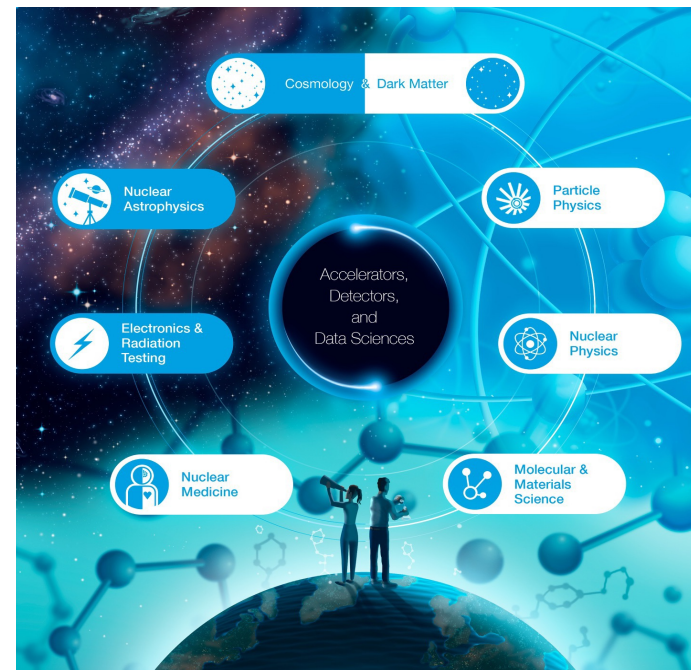 Cosmology & Dark Matter
Nuclear
Astrophysics
Particle
Physics
Accelerators,
Detectors,
and
Data Sciences
Electronics &
Radiation
Testing
Nuclear
Physics
Nuclear
Medicine
Molecular &
Materials
Science